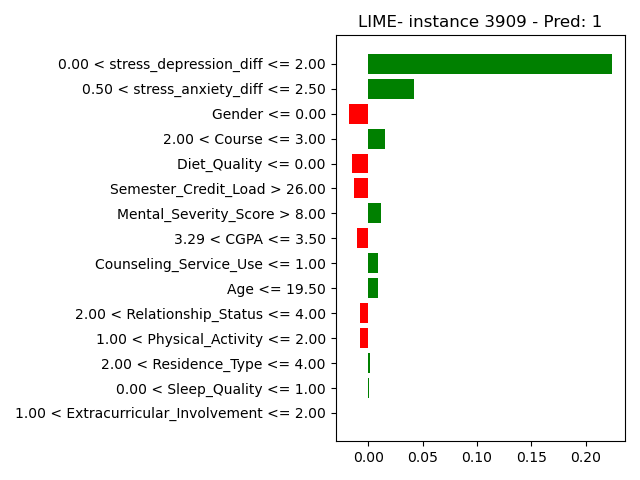 LIME- instance 3909 - Pred: 1
0.00 < stress_depression_diff <= 2.00
0.50 < stress_anxiety_diff <= 2.50
Gender <= 0.00
2.00 < Course <= 3.00
Diet_Quality <= 0.00
Semester_Credit_Load > 26.00
Mental_Severity_Score > 8.00
3.29 < CGPA <= 3.50
Counseling_Service_Use <= 1.00
Age <= 19.50
2.00 < Relationship_Status <= 4.00
1.00 < Physical_Activity <= 2.00
2.00 < Residence_Type <= 4.00
0.00 < Sleep_Quality <= 1.00
1.00 < Extracurricular_Involvement <= 2.00
0.00 0.05 0.10 0.15 0.20